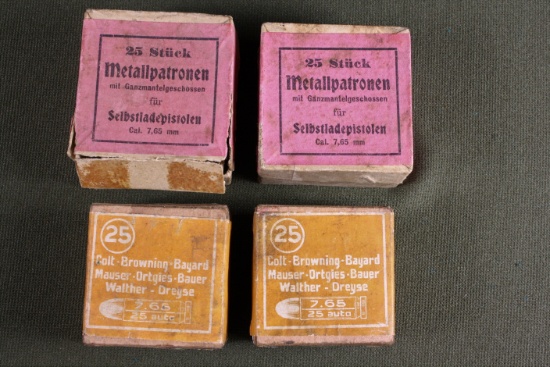 25 Stück
Metallpatronen
mit Ganzmantelgeschossen
für
Selbstladepistolen
Cal. 7,65 mm
25 Stück
Metallpatronen
mit Ganzmantelgeschossen
für
Selbstladepistolen
Cal. 7,65 mm
25
Colt-Browning-Bayard
Mauser-Ortgies-Bauer
Walther - Dreyse
7.65
25 auto
25
Colt-Browning-Bayard
Mauser-Ortgies-Bauer
Walther - Dreyse
7.65
25 auto